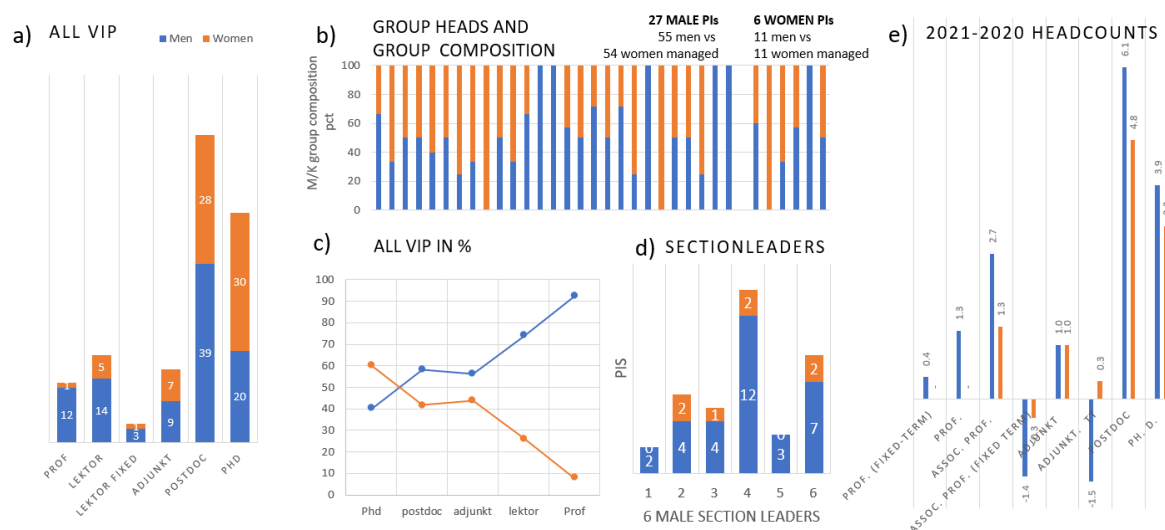 a) ALL VIP
Men Women
1
12
5
14
1
3
7
9
28
39
30
20
PROF
LEKTOR
LEKTOR FIXED
ADJUNKT
POSTDOC
PHD
b) GROUP HEADS AND
GROUP COMPOSITION
27 MALE PIs
55 men vs
54 women managed
6 WOMEN PIs
11 men vs
11 women managed
M/K group composition
pct
100
80
60
40
20
0
c) ALL VIP IN %
100
90
80
70
60
50
40
30
20
10
0
Phd postdoc adjunkt lektor Prof
d) SECTIONLEADERS
PIS
0
2
2
4
1
4
2
12
0
3
2
7
1 2 3 4 5 6
6 MALE SECTION LEADERS
e) 2021-2020 HEADCOUNTS
0.4
-
1.3
-
2.7
1.3
-1.4
1.0
1.0
-1.5
0.3
6.1
4.8
3.9
PROF. (FIXED-TERM)
PROF.
ASSOC. PROF.
ASSOC. PROF. (FIXED TERM)
ADJUNKT
ADJUNKT, TT
POSTDOC
PH. D.